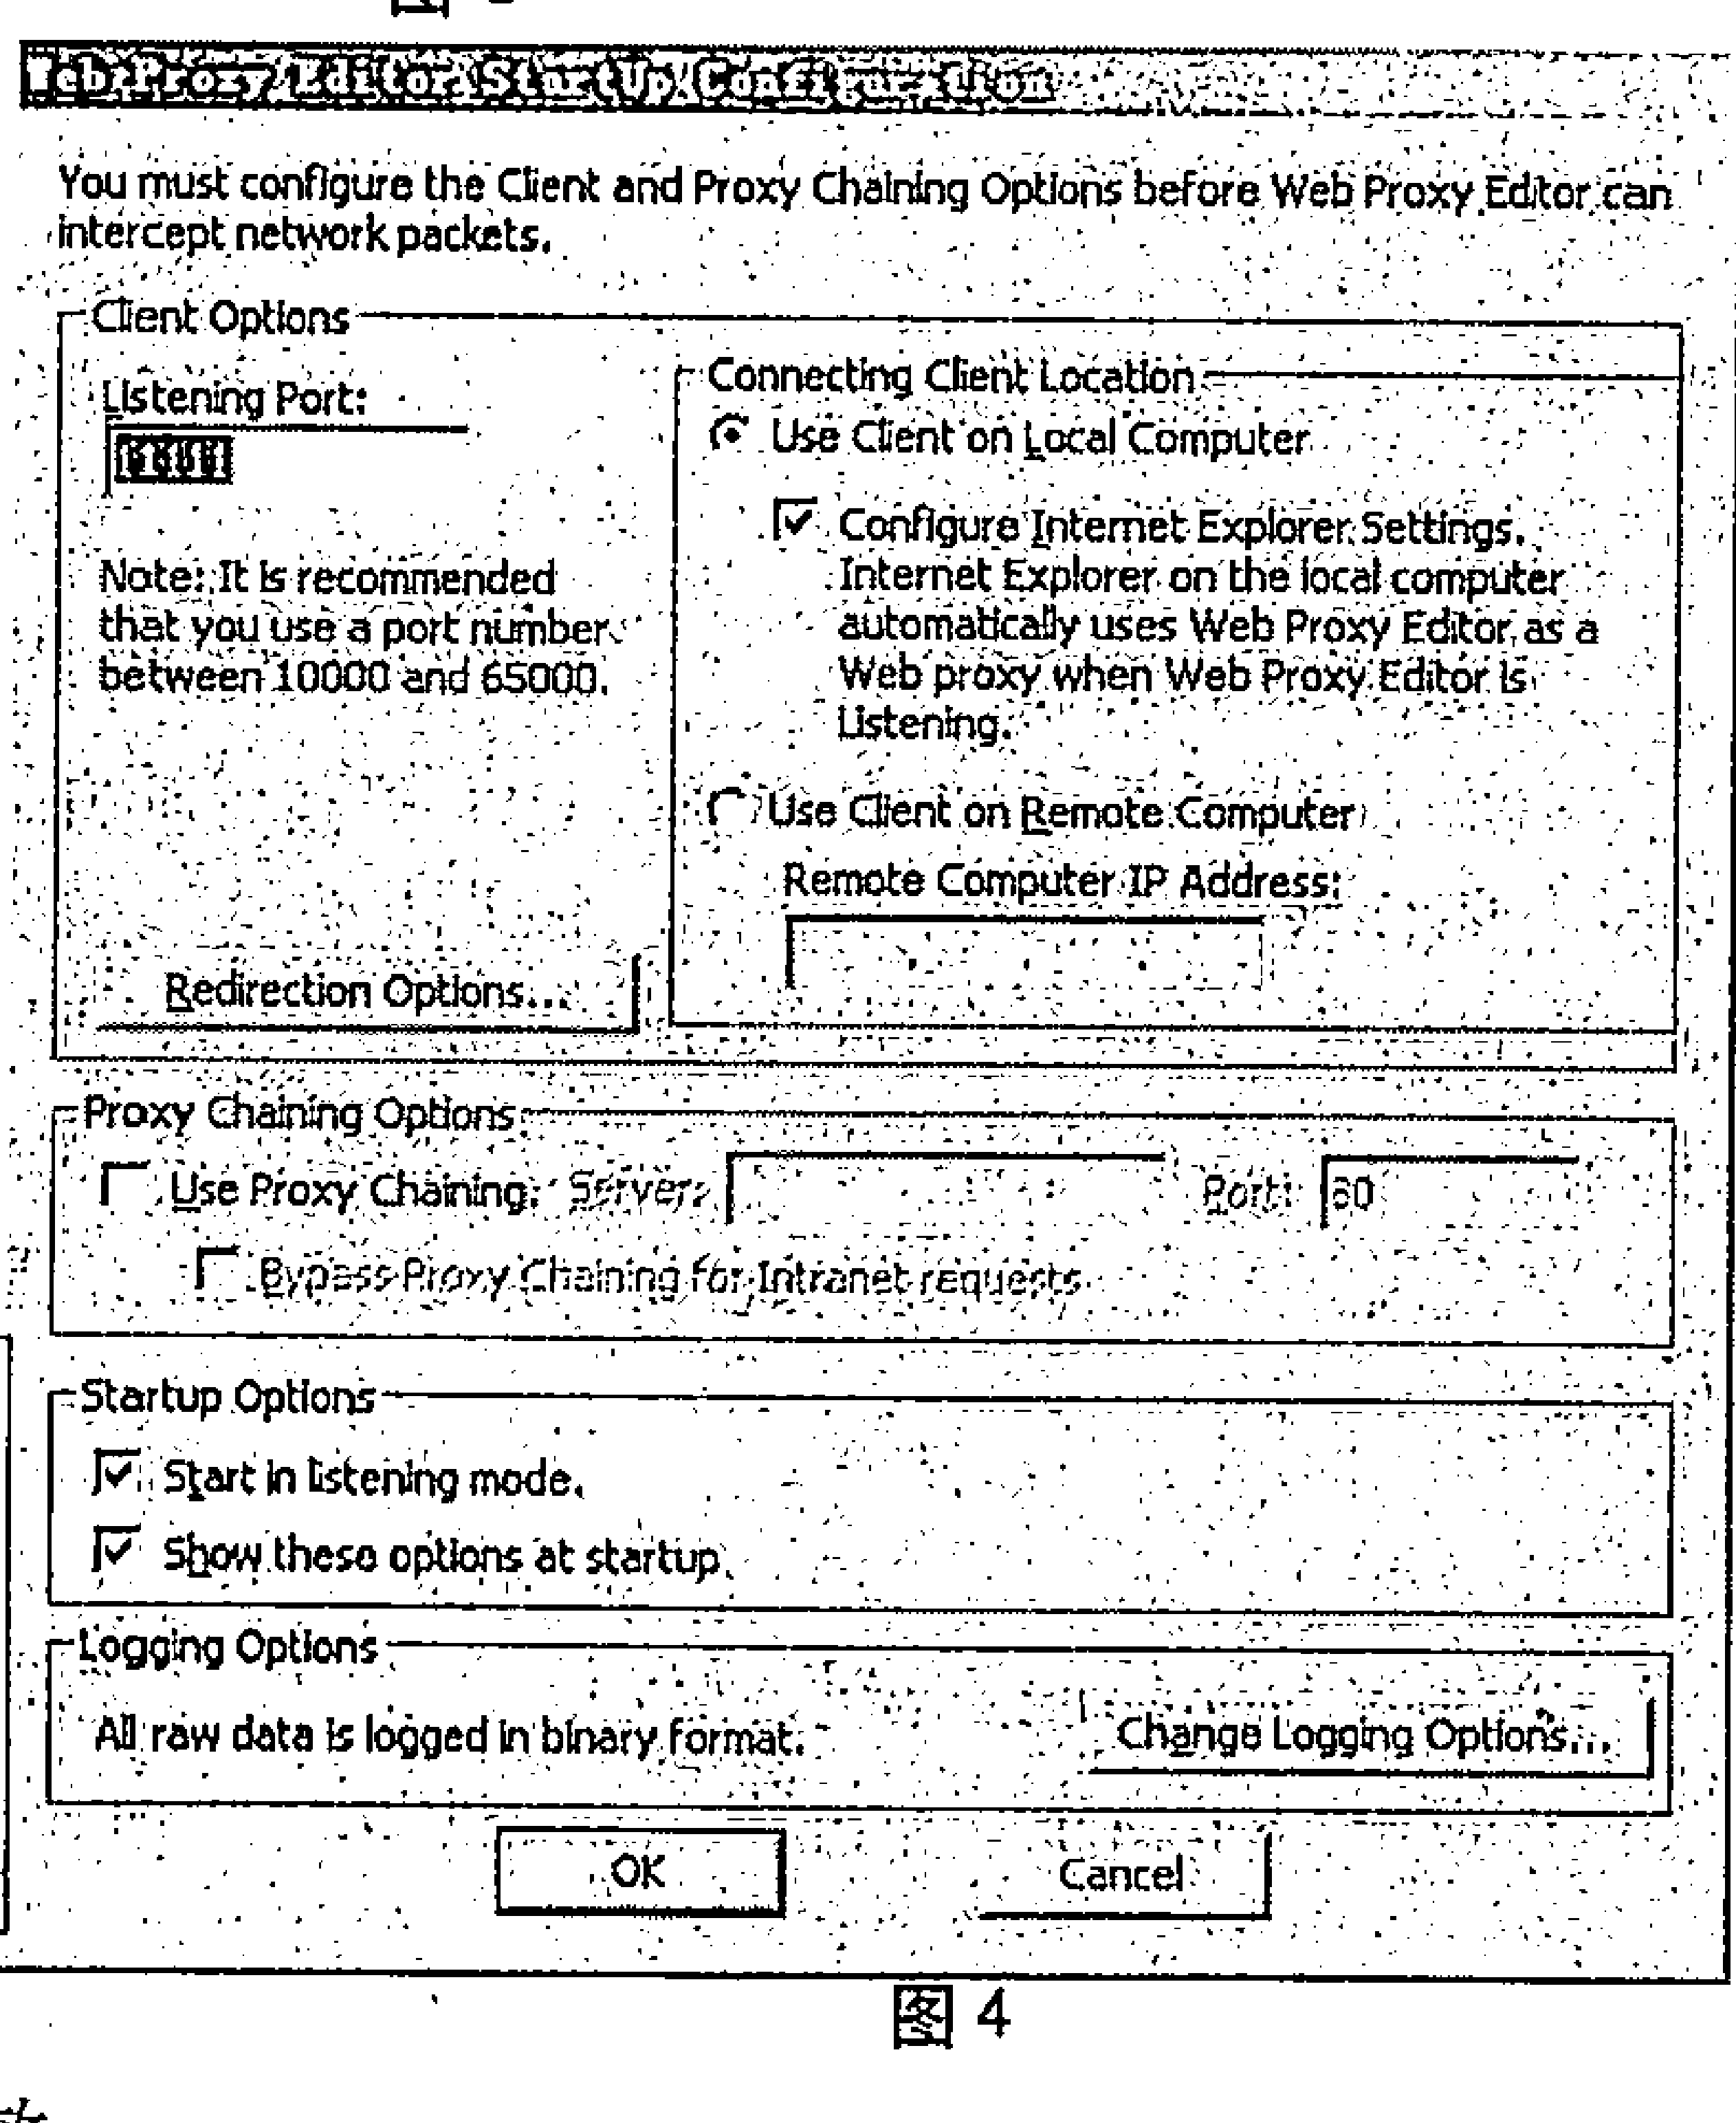 Web Proxy Editor StartUp Configuration
You must configure the Client and Proxy Chaining Options before Web Proxy Editor can
intercept network packets.
Client Options
Listening Port:
Note: It is recommended
that you use a port number
between 10000 and 65000.
Redirection Options...
Connecting Client Location
Use Client on Local Computer
Configure Internet Explorer Settings.
Internet Explorer on the local computer
automatically uses Web Proxy Editor as a
Web proxy when Web Proxy Editor is
Listening.
Use Client on Remote Computer
Remote Computer IP Address:
Proxy Chaining Options
Use Proxy Chaining. Server: Port:
Bypass Proxy Chaining for Intranet requests
Startup Options
Start in listening mode.
Show these options at startup
Logging Options
All raw data is logged in binary format. Change Logging Options...
OK Cancel
图 4